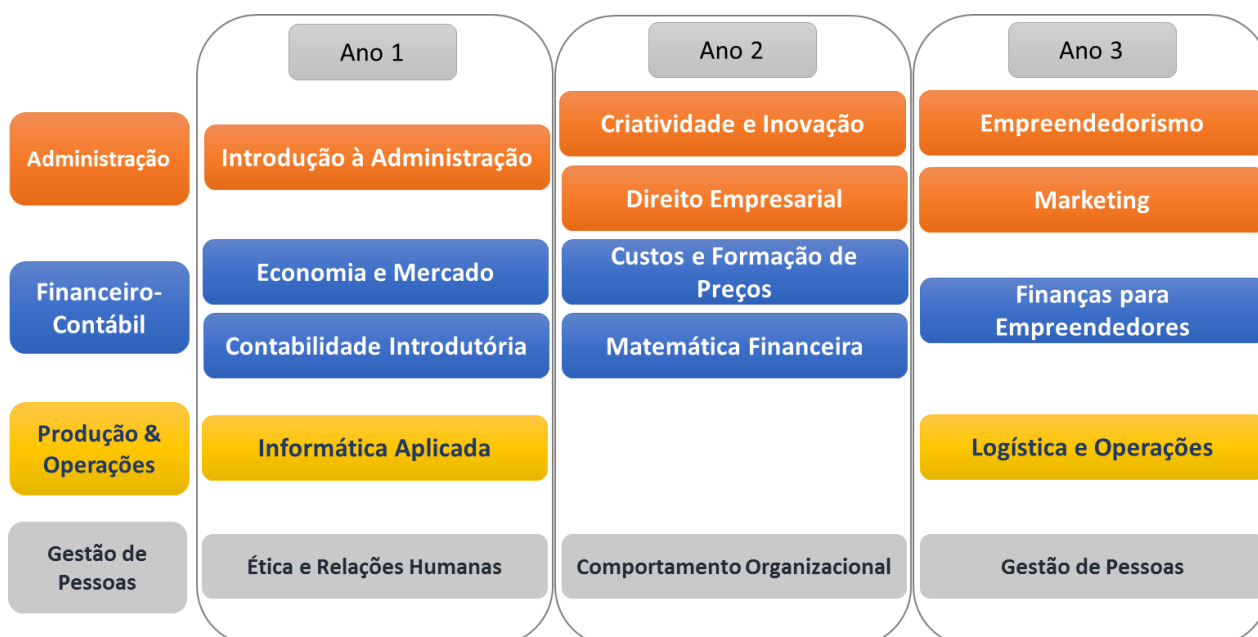 Ano 1
Ano 2
Ano 3
Administração
Introdução à Administração
Criatividade e Inovação
Direito Empresarial
Empreendedorismo
Marketing
Financeiro-
Contábil
Economia e Mercado
Contabilidade Introdutória
Custos e Formação de
Preços
Matemática Financeira
Finanças para
Empreendedores
Produção &
Operações
Informática Aplicada
Logística e Operações
Gestão de
Pessoas
Ética e Relações Humanas
Comportamento Organizacional
Gestão de Pessoas